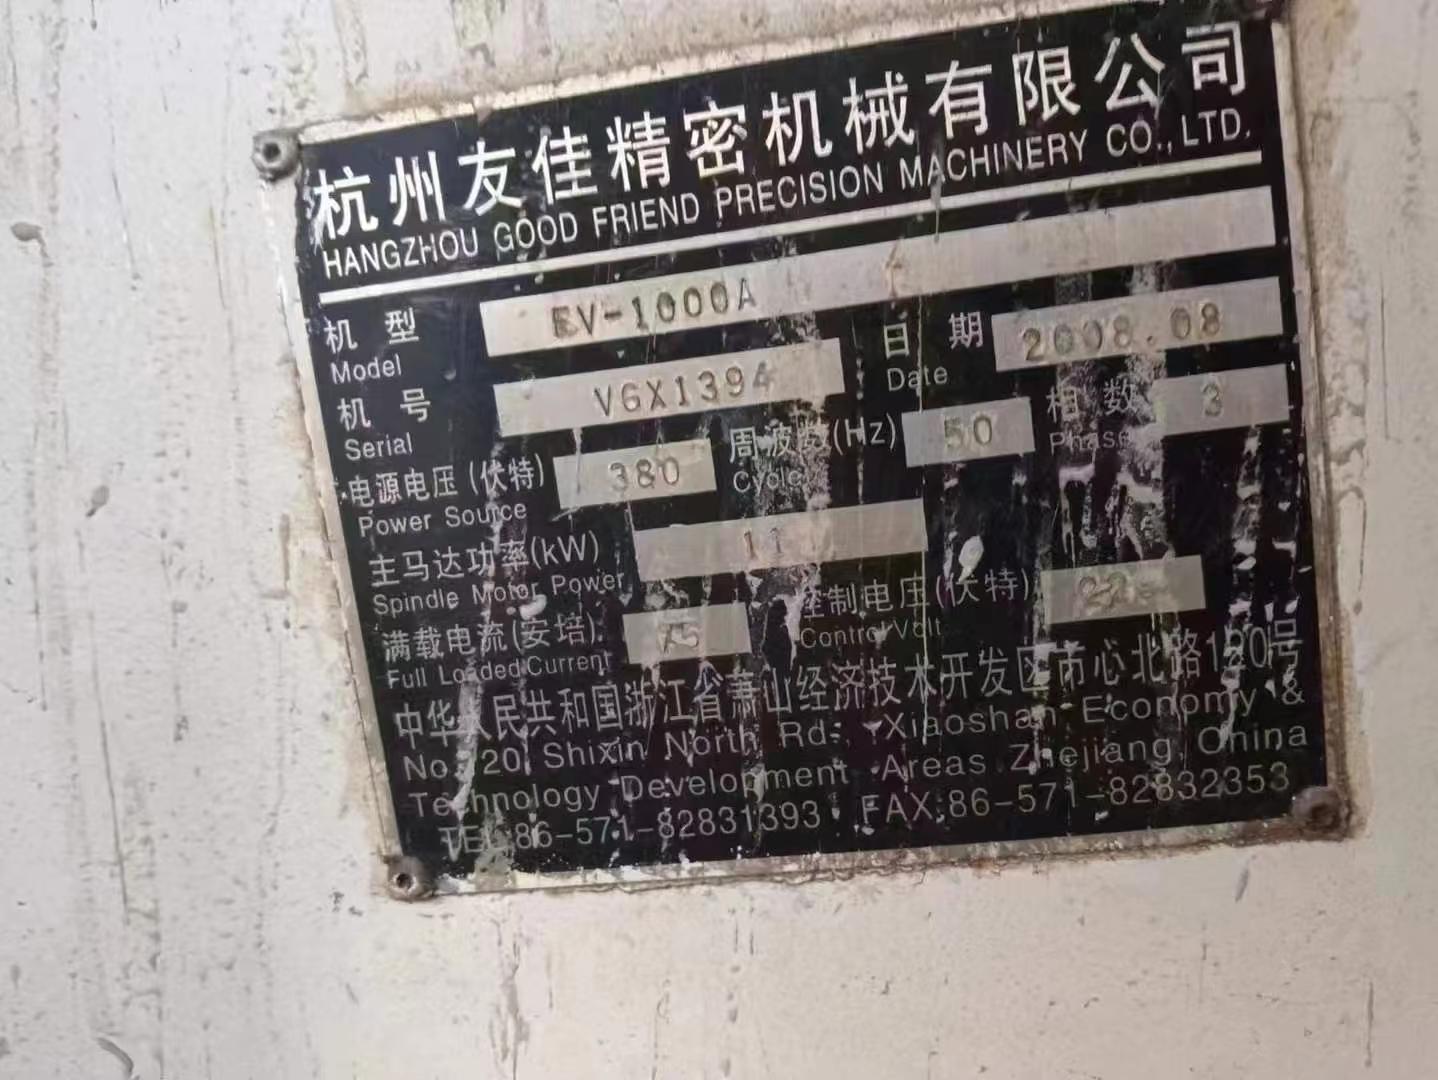 杭州友佳精密机械有限公司
HANGZHOU GOOD FRIEND PRECISION MACHINERY CO., LTD.
机 型 EV-1000A
Model
机 号 VGX1394 日 期 2008.08
Serial Date
电源电压(伏特) 380 周波数(Hz) 50 相 数 3
Power Source Cycle Phase
主马达功率(kW) 11
Spindle Motor Power
满载电流(安培) 控制电压(伏特)
Full Loaded Current Control Volt
中华人民共和国浙江省萧山经济技术开发区市心北路120号
No.120 Shixin North Rd., Xiaoshan Economy &
Technology Development Areas Zhejiang China
TEL:86-571-82831393 FAX:86-571-82832353